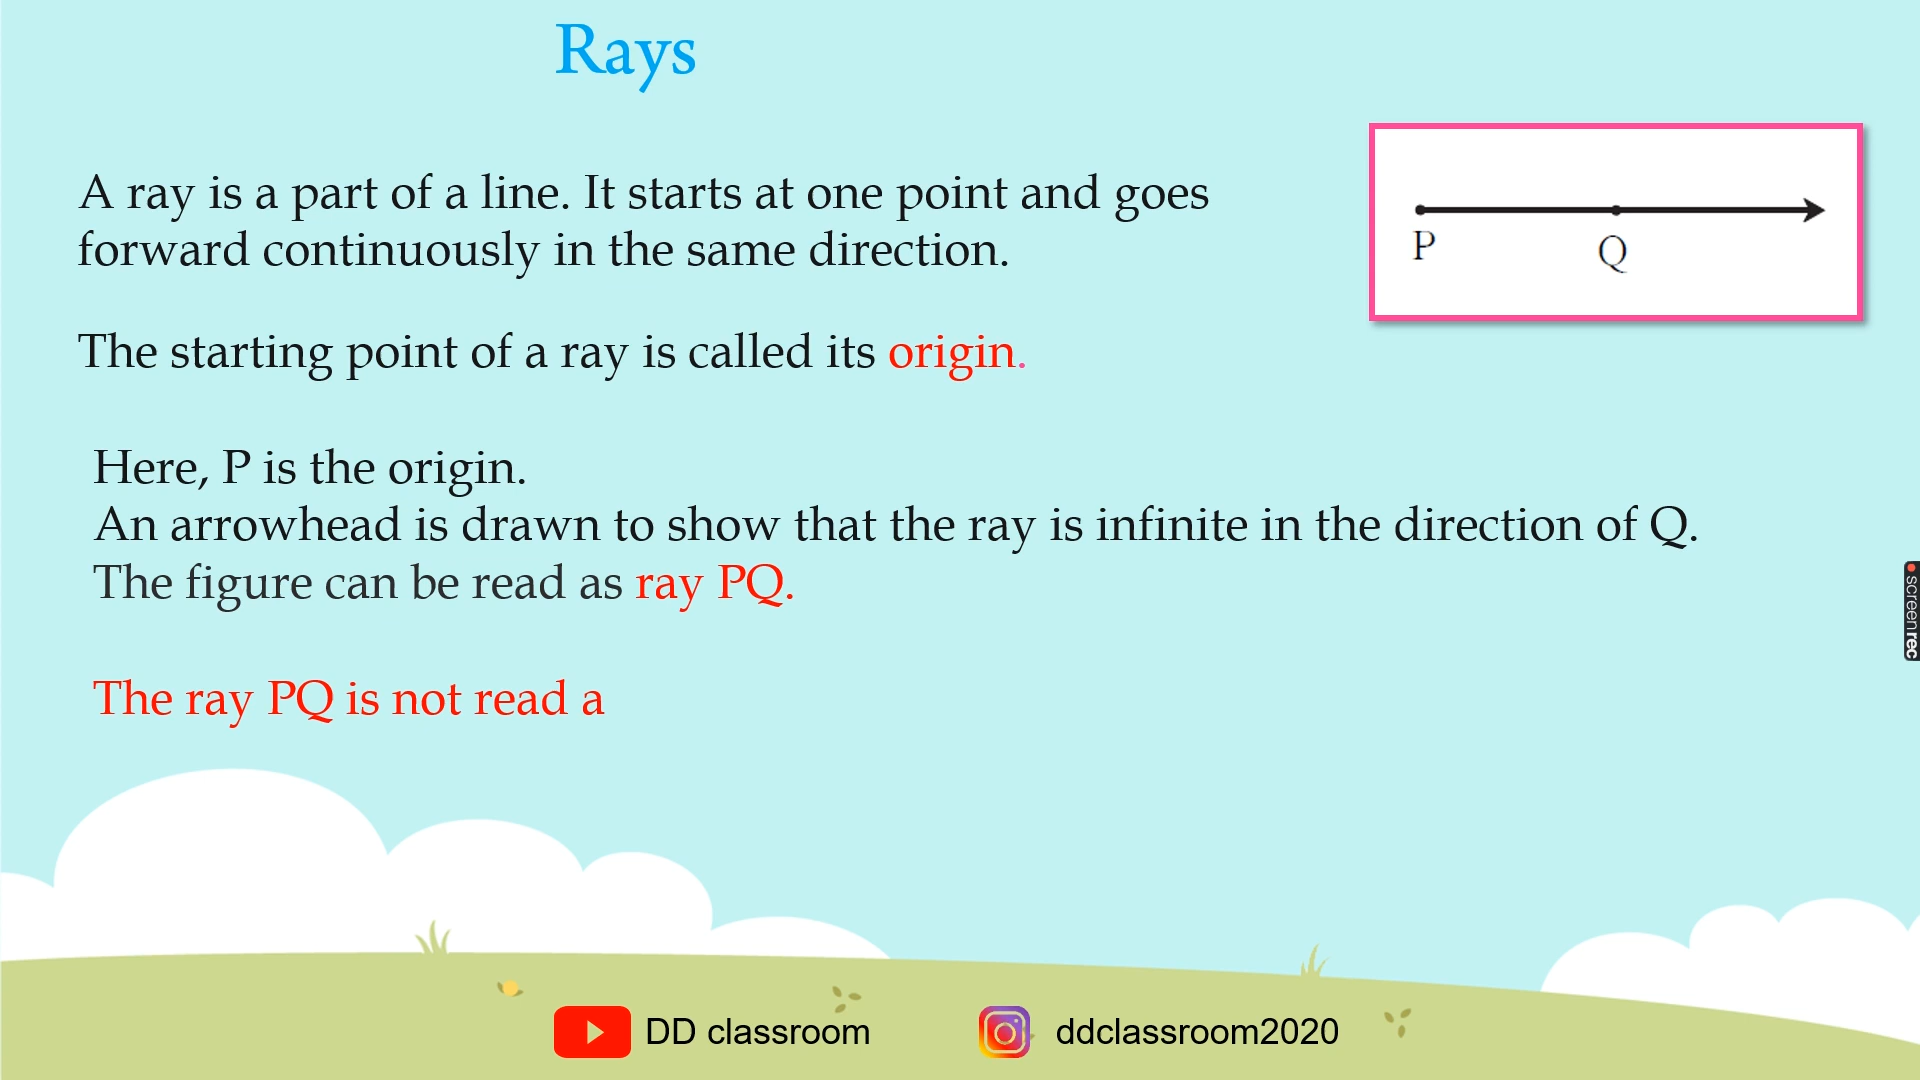 Rays
A ray is a part of a line. It starts at one point and goes
forward continuously in the same direction.
P
Q
The starting point of a ray is called its origin.
Here, P is the origin.
An arrowhead is drawn to show that the ray is infinite in the direction of Q.
The figure can be read as ray PQ.
The ray PQ is not read a
screenrec
DD classroom
ddclassroom2020